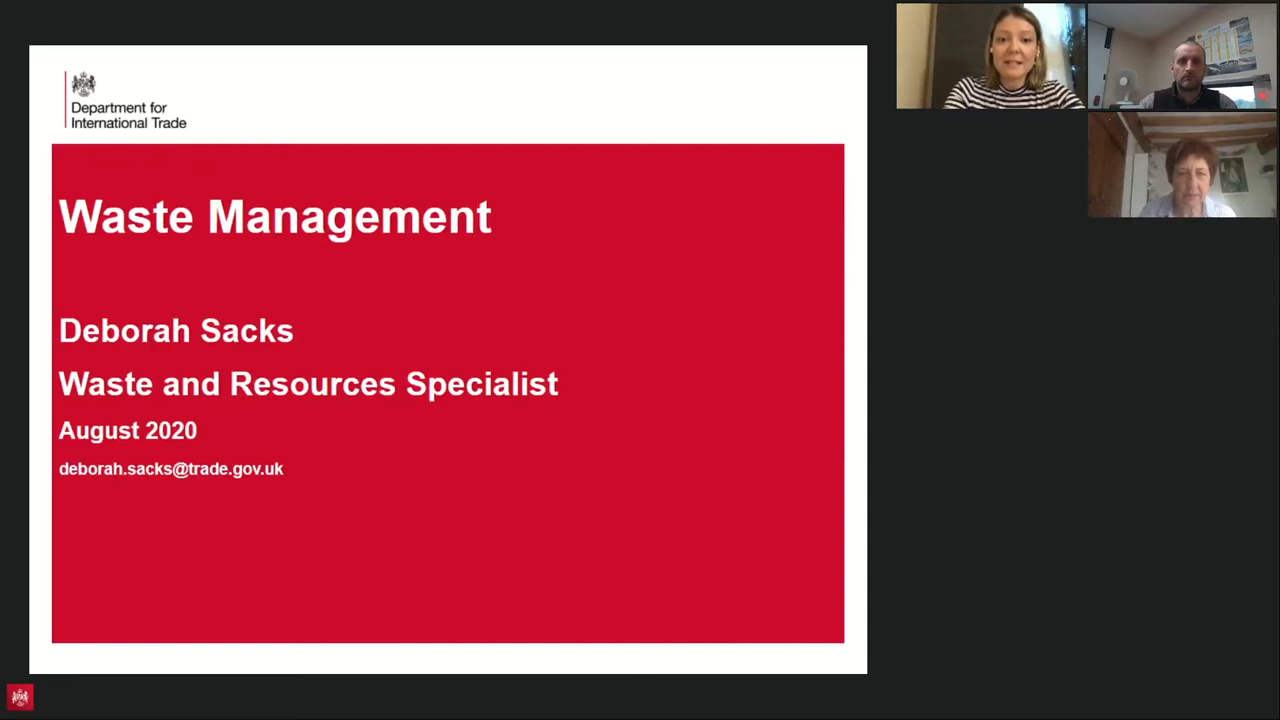 Department for
International Trade
Waste Management
Deborah Sacks
Waste and Resources Specialist
August 2020
deborah.sacks@trade.gov.uk